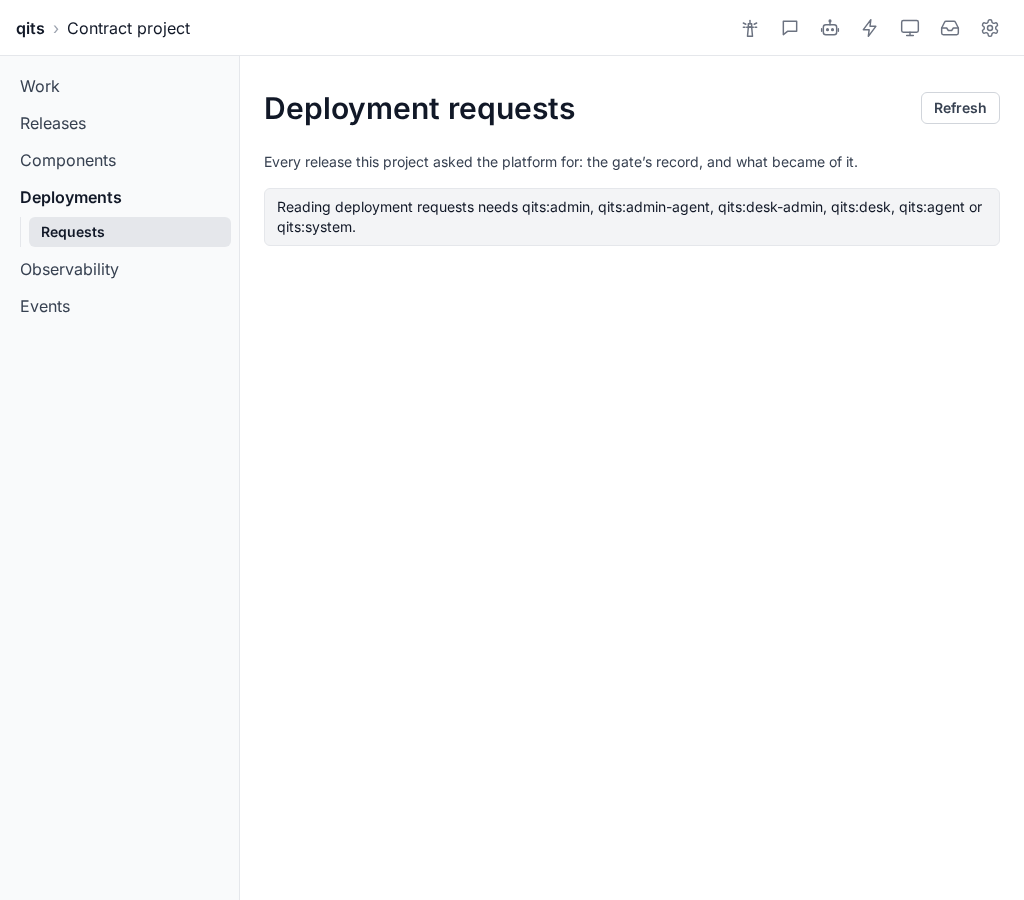 qits › Contract project
Work
Releases
Components
Deployments
Requests
Observability
Events
Deployment requests
Refresh
Every release this project asked the platform for: the gate’s record, and what became of it.
Reading deployment requests needs qits:admin, qits:admin-agent, qits:desk-admin, qits:desk, qits:agent or
qits:system.